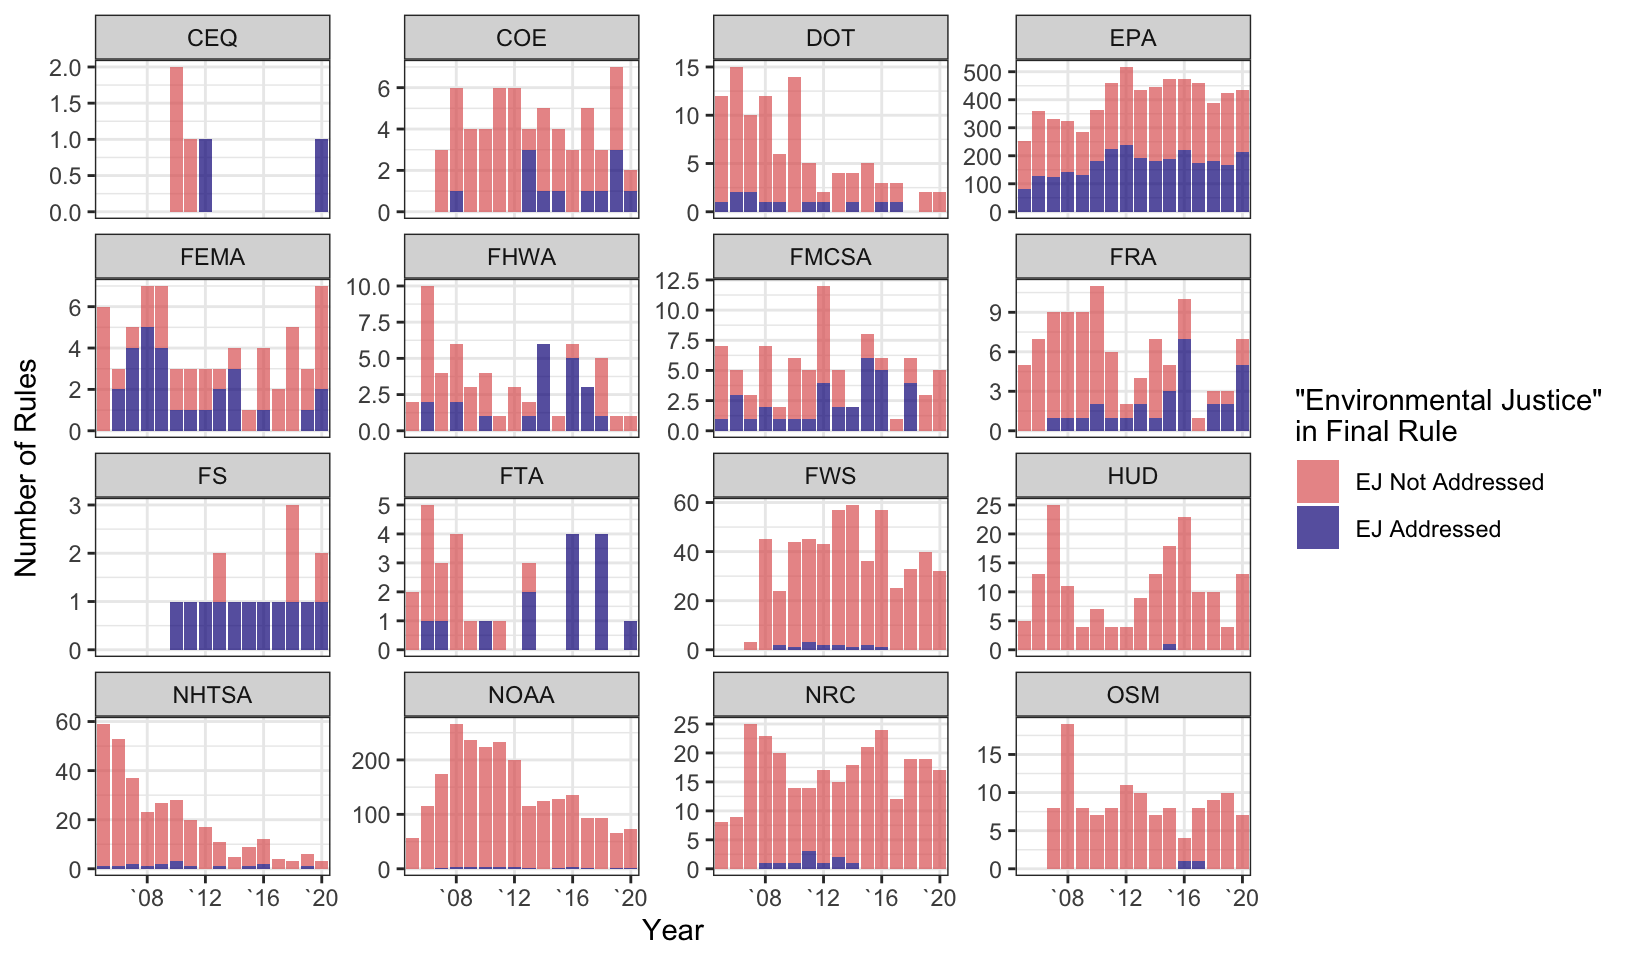 CEQ
COE
DOT
EPA
2.0
1.5
1.0
0.5
0.0
6
4
2
0
15
10
5
0
500
400
300
200
100
0
FEMA
FHWA
FMCSA
FRA
6
4
2
0
10.0
7.5
5.0
2.5
0.0
12.5
10.0
7.5
5.0
2.5
0.0
9
6
3
0
FS
FTA
FWS
HUD
3
2
1
0
5
4
3
2
1
0
60
40
20
0
25
20
15
10
5
0
NHTSA
NOAA
NRC
OSM
60
40
20
0
200
100
0
25
20
15
10
5
0
15
10
5
0
`08 `12 `16 `20
`08 `12 `16 `20
`08 `12 `16 `20
`08 `12 `16 `20
Year
Number of Rules
"Environmental Justice"
in Final Rule
EJ Not Addressed
EJ Addressed